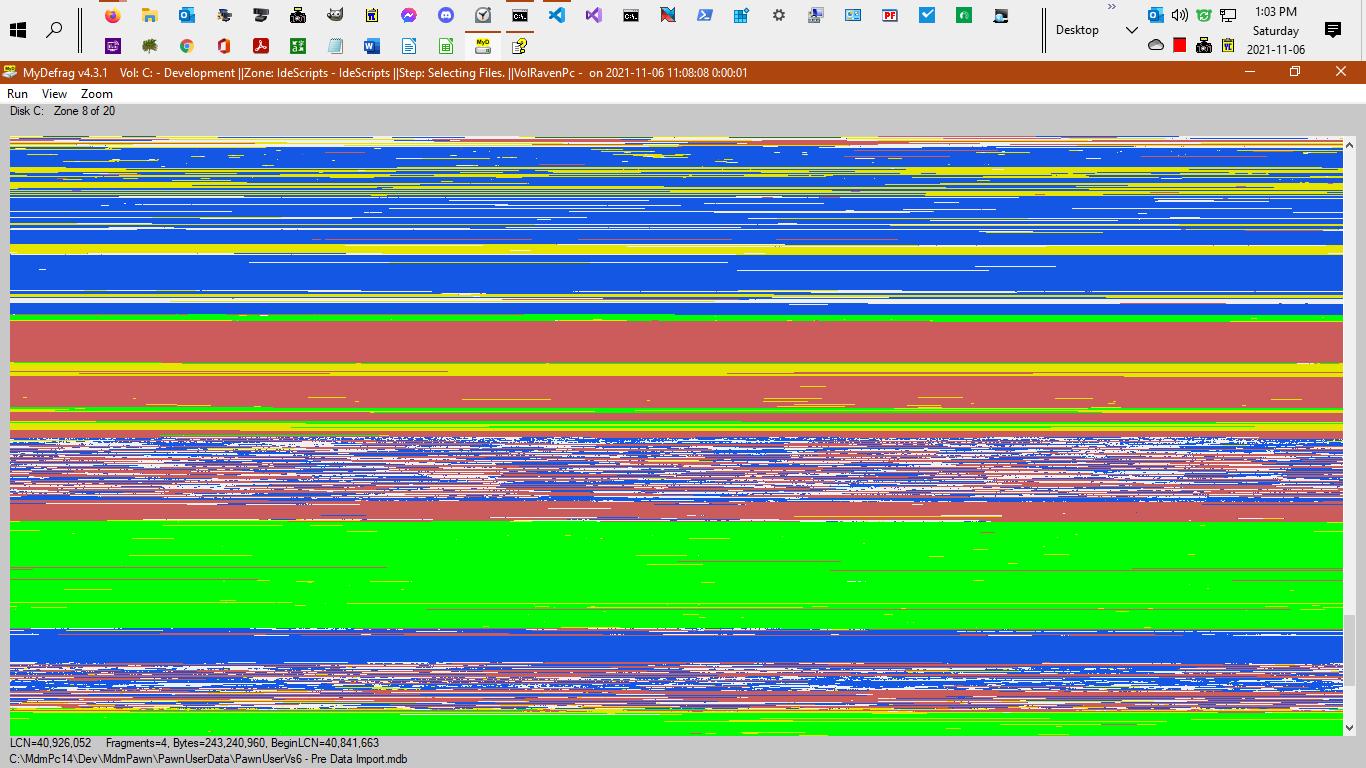 1:03 PM
Desktop
Saturday
2021-11-06
MyDefrag v4.3.1 Vol: C: - Development ||Zone: IdeScripts - IdeScripts ||Step: Selecting Files. ||VolRavenPc - on 2021-11-06 11:08:08 0:00:01
Run View Zoom
Disk C: Zone 8 of 20
LCN=40,926,052 Fragments=4, Bytes=243,240,960, BeginLCN=40,841,663
C:\MdmPc14\Dev\MdmPawn\PawnUserData\PawnUserVs6 - Pre Data Import.mdb